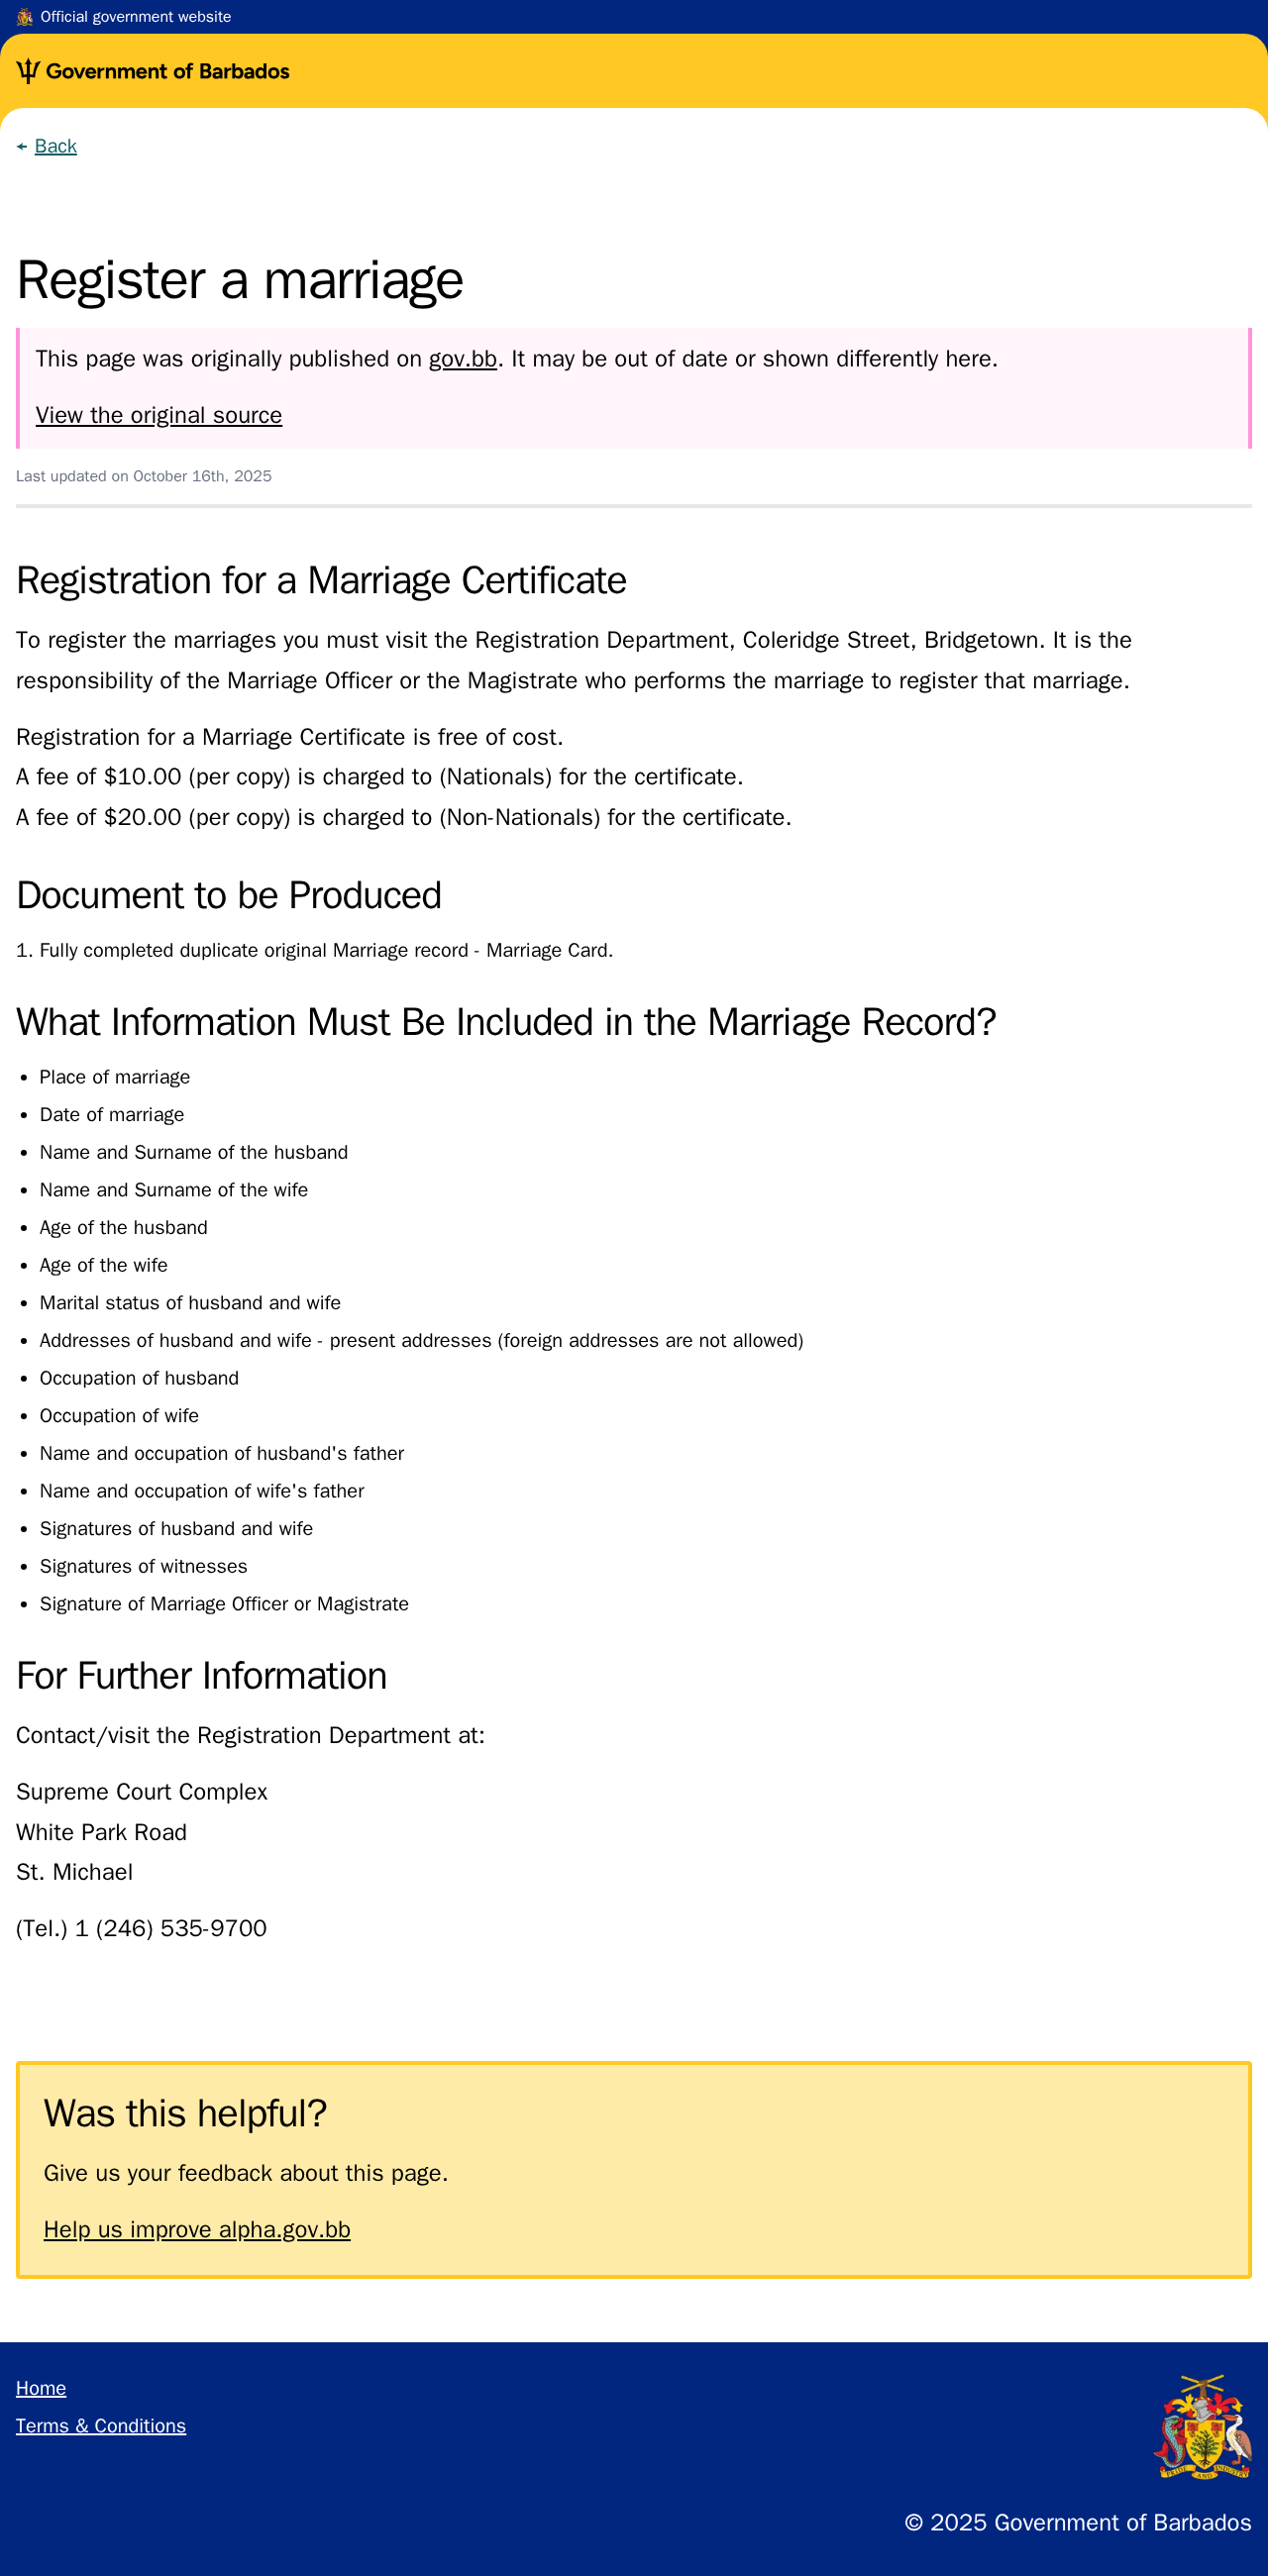 Official government website
Government of Barbados
← Back
Register a marriage
This page was originally published on gov.bb. It may be out of date or shown differently here.
View the original source
Last updated on October 16th, 2025
Registration for a Marriage Certificate
To register the marriages you must visit the Registration Department, Coleridge Street, Bridgetown. It is the
responsibility of the Marriage Officer or the Magistrate who performs the marriage to register that marriage.
Registration for a Marriage Certificate is free of cost.
A fee of $10.00 (per copy) is charged to (Nationals) for the certificate.
A fee of $20.00 (per copy) is charged to (Non-Nationals) for the certificate.
Document to be Produced
1. Fully completed duplicate original Marriage record - Marriage Card.
What Information Must Be Included in the Marriage Record?
• Place of marriage
• Date of marriage
• Name and Surname of the husband
• Name and Surname of the wife
• Age of the husband
• Age of the wife
• Marital status of husband and wife
• Addresses of husband and wife - present addresses (foreign addresses are not allowed)
• Occupation of husband
• Occupation of wife
• Name and occupation of husband's father
• Name and occupation of wife's father
• Signatures of husband and wife
• Signatures of witnesses
• Signature of Marriage Officer or Magistrate
For Further Information
Contact/visit the Registration Department at:
Supreme Court Complex
White Park Road
St. Michael
(Tel.) 1 (246) 535-9700
Was this helpful?
Give us your feedback about this page.
Help us improve alpha.gov.bb
Home
Terms & Conditions
PRIDE AND INDUSTRY
© 2025 Government of Barbados